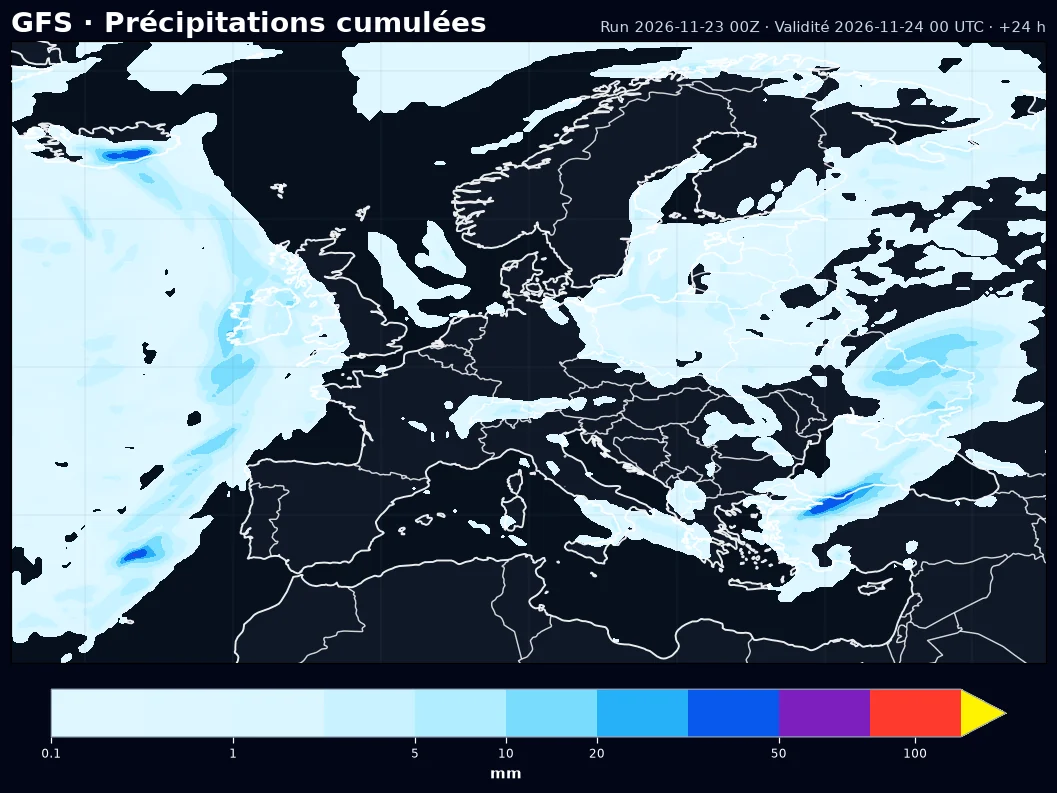 GFS · Précipitations cumulées
Run 2026-11-23 00Z · Validité 2026-11-24 00 UTC · +24 h
0.1 1 5 10 20 50 100
mm